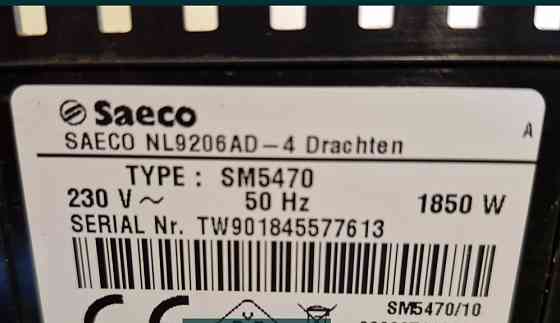 Saeco
SAECO NL9206AD-4 Drachten
A
TYPE : SM5470
230 V~ 50 Hz 1850 W
SERIAL Nr. TW901845577613
SM5470/10